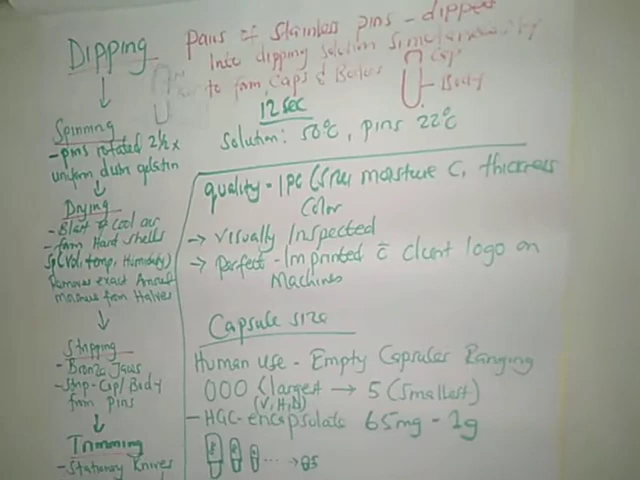 Dipping
Pairs of Stainless pins - dipped
Into dipping solution simultaneously
to form Caps & Bodies
Cap
Body
12 sec
Solution: 50°C, pins 22°C
Spinning
- pins rotated 2½ x
uniform distn gelatin
Drying
- Blast of Cool air
- form Hard shells
Sp(Vol, temp, Humidity)
Removes exact Amount
moisture from Halves
Stripping
- Bronze Jaws
- Strip-Cap/Body
from pins
Trimming
- Stationary Knives
quality - IPC (size, moisture C, thickness
Color
→ Visually Inspected
→ Perfect - Imprinted c̄ client logo on
Machines
Capsule size
Human use - Empty Capsules Ranging
000 (largest → 5 (smallest)
(V,H,N)
- HGC-encapsulate 65mg - 1g